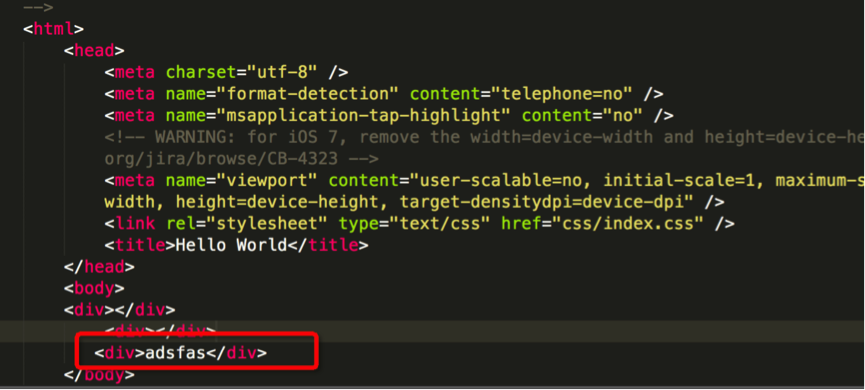 -->
<html>
<head>
<meta charset="utf-8" />
<meta name="format-detection" content="telephone=no" />
<meta name="msapplication-tap-highlight" content="no" />
<!-- WARNING: for iOS 7, remove the width=device-width and height=device-he
org/jira/browse/CB-4323 -->
<meta name="viewport" content="user-scalable=no, initial-scale=1, maximum-s
width, height=device-height, target-densitydpi=device-dpi" />
<link rel="stylesheet" type="text/css" href="css/index.css" />
<title>Hello World</title>
</head>
<body>
<div></div>
<div></div>
<div>adsfas</div>
</body>